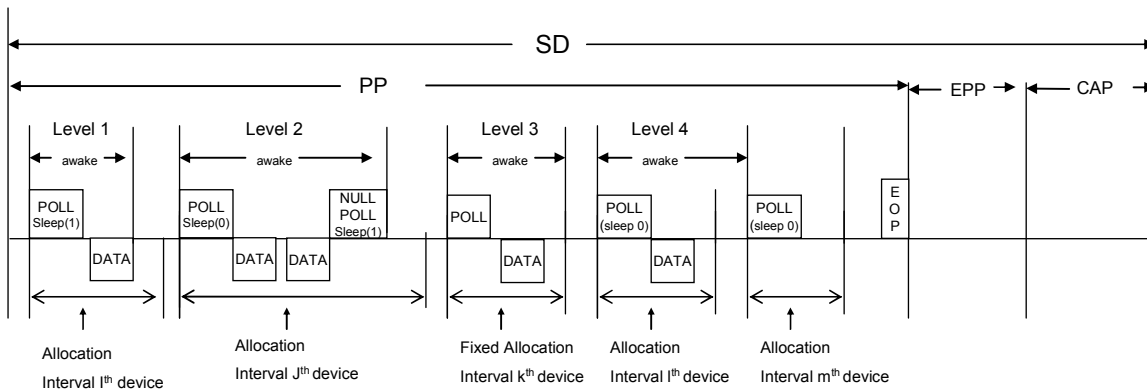 SD
PP
EPP
CAP
Level 1
Level 2
Level 3
Level 4
awake
awake
awake
awake
POLL
Sleep(1)
DATA
POLL
Sleep(0)
DATA
DATA
NULL
POLL
Sleep(1)
POLL
DATA
POLL
(sleep 0)
DATA
POLL
(sleep 0)
E
O
P
Allocation
Interval Ith device
Allocation
Interval Jth device
Fixed Allocation
Interval kth device
Allocation
Interval lth device
Allocation
Interval mth device